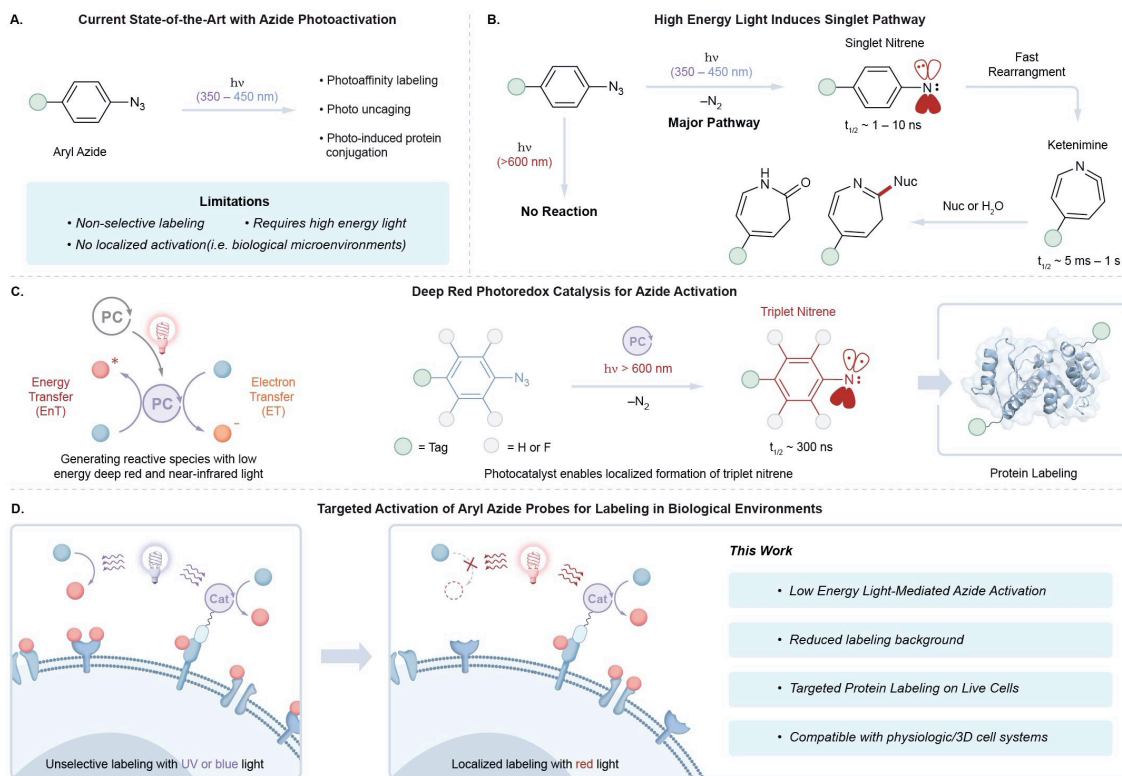 A.
Current State-of-the-Art with Azide Photoactivation
N₃
Aryl Azide
hν
(350 – 450 nm)
• Photoaffinity labeling
• Photo uncaging
• Photo-induced protein
conjugation
Limitations
• Non-selective labeling
• Requires high energy light
• No localized activation(i.e. biological microenvironments)
B.
High Energy Light Induces Singlet Pathway
N₃
hν
(350 – 450 nm)
–N₂
Major Pathway
Singlet Nitrene
N:
t₁/₂ ~ 1 – 10 ns
Fast
Rearrangment
hν
(>600 nm)
No Reaction
Ketenimine
N
t₁/₂ ~ 5 ms – 1 s
Nuc or H₂O
N
Nuc
H
N
O
C.
Deep Red Photoredox Catalysis for Azide Activation
PC
*
Energy
Transfer
(EnT)
PC
Electron
Transfer
(ET)
-
Generating reactive species with low
energy deep red and near-infrared light
N₃
PC
hν > 600 nm
–N₂
Triplet Nitrene
N:
t₁/₂ ~ 300 ns
= Tag
= H or F
Photocatalyst enables localized formation of triplet nitrene
Protein Labeling
D.
Targeted Activation of Aryl Azide Probes for Labeling in Biological Environments
Cat
Unselective labeling with UV or blue light
Cat
Localized labeling with red light
This Work
• Low Energy Light-Mediated Azide Activation
• Reduced labeling background
• Targeted Protein Labeling on Live Cells
• Compatible with physiologic/3D cell systems